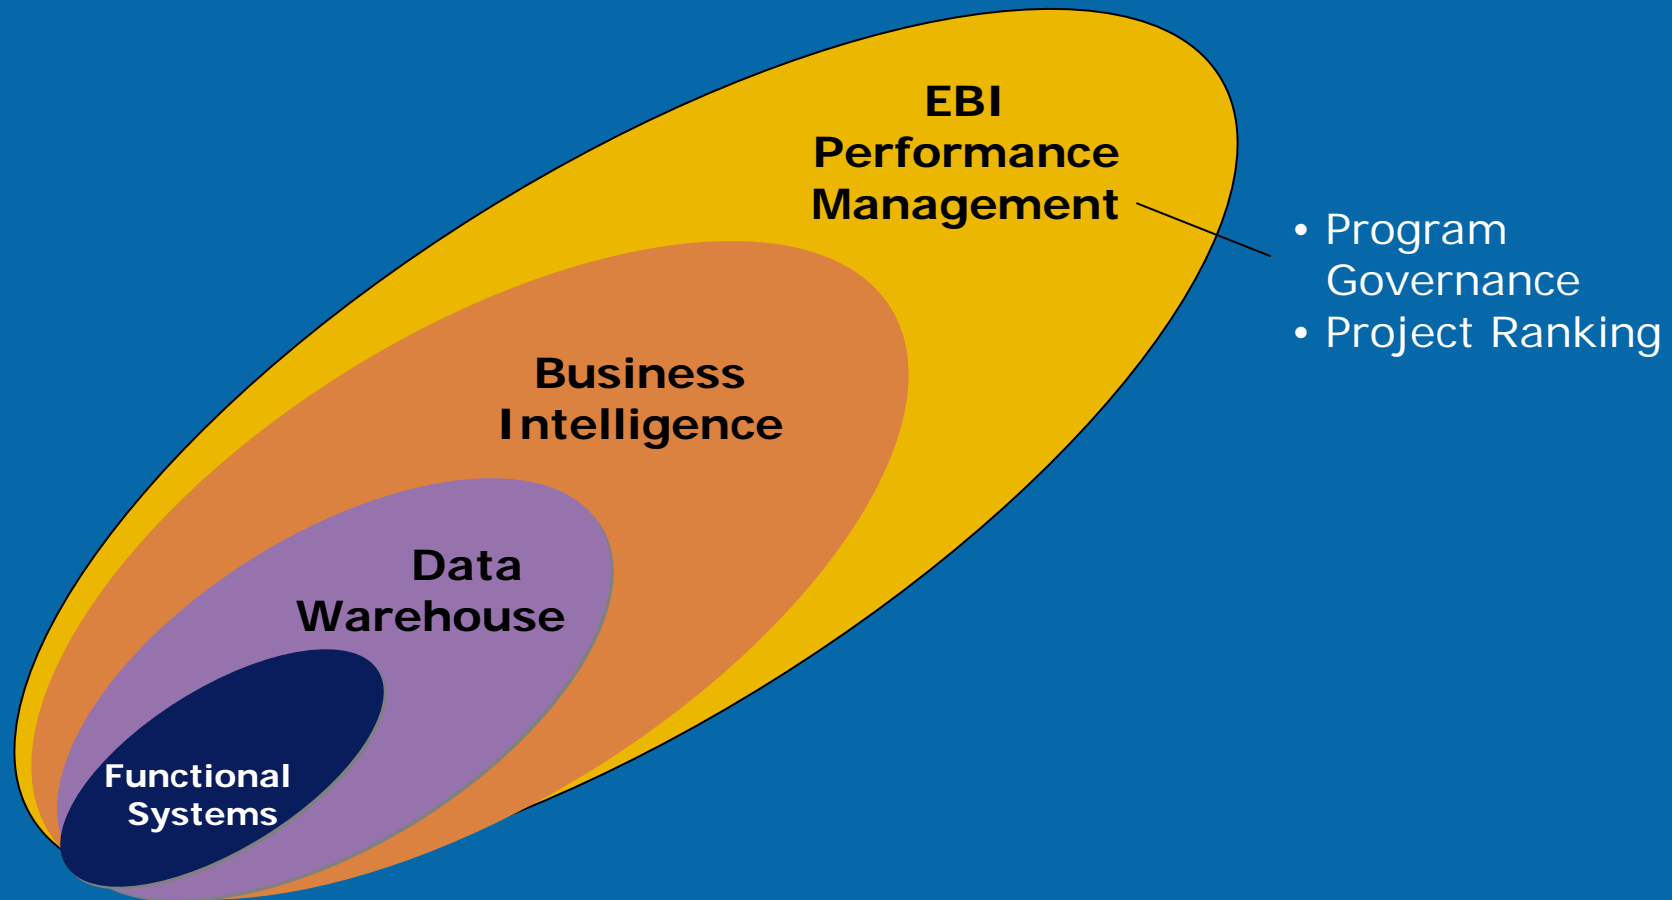 EBI
Performance
Management
• Program
Governance
• Project Ranking
Business
Intelligence
Data
Warehouse
Functional
Systems